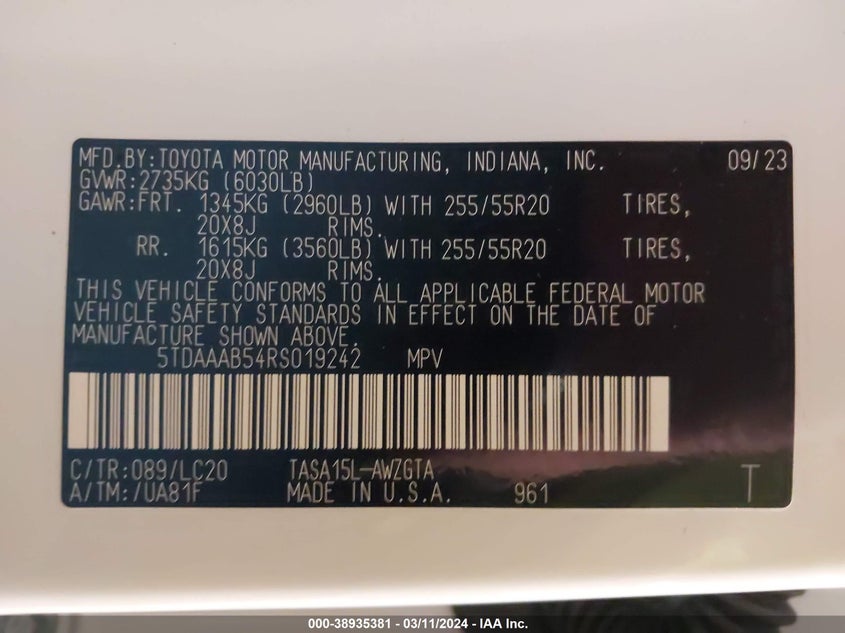 MFD.BY:TOYOTA MOTOR MANUFACTURING, INDIANA, INC. 09/23
GVWR:2735KG (6030LB)
GAWR:FRT. 1345KG (2960LB) WITH 255/55R20 TIRES,
20X8J RIMS.
RR. 1615KG (3560LB) WITH 255/55R20 TIRES,
20X8J RIMS.
THIS VEHICLE CONFORMS TO ALL APPLICABLE FEDERAL MOTOR
VEHICLE SAFETY STANDARDS IN EFFECT ON THE DATE OF
MANUFACTURE SHOWN ABOVE.
5TDAAAB54RS019242 MPV
C/TR:089/LC20 TASA15L-AWZGTA
A/TM:/UA81F MADE IN U.S.A. 961 T
000-38935381 - 03/11/2024 - IAA Inc.